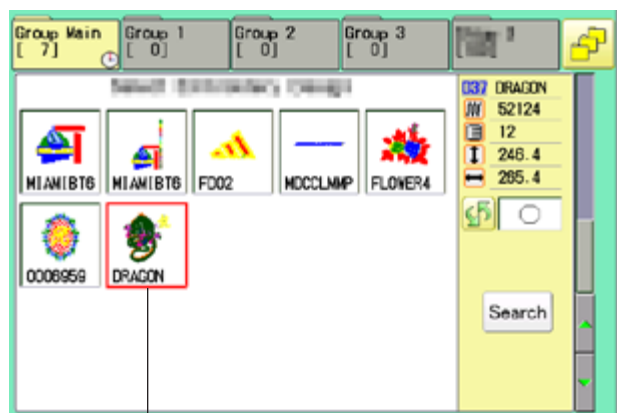 Group Main
[ 7]
Group 1
[ 0]
Group 2
[ 0]
Group 3
[ 0]
MIAMIBT6
MIAMIBT6
FD02
MDCCLMMP
FLOWER4
0006959
DRAGON
037 DRAGON
52124
12
246.4
265.4
Search